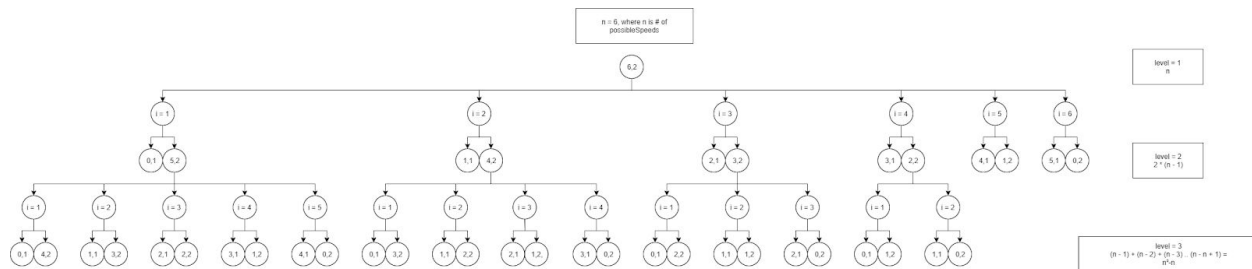 n = 6, where n is # of
possibleSpeeds
6,2
level = 1
n
i = 1
i = 2
i = 3
i = 4
i = 5
i = 6
0,1
5,2
1,1
4,2
2,1
3,2
3,1
2,2
4,1
1,2
5,1
0,2
level = 2
2 * (n - 1)
i = 1
i = 2
i = 3
i = 4
i = 5
i = 1
i = 2
i = 3
i = 4
i = 1
i = 2
i = 3
i = 1
i = 2
0,1
4,2
1,1
3,2
2,1
2,2
3,1
1,2
4,1
0,2
0,1
3,2
1,1
2,2
2,1
1,2,
3,1
0,2
0,1
2,2
1,1
1,2
2,1
0,2
0,1
1,2
1,1
0,2
level = 3
(n - 1) + (n - 2) + (n - 3) .. (n - n + 1) =
n²-n